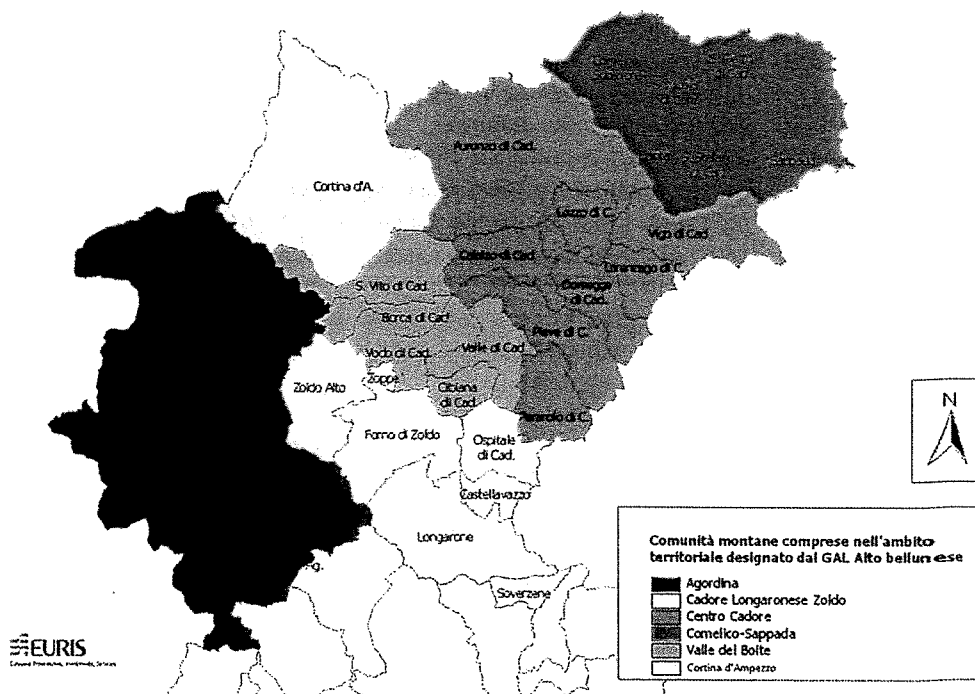 Auronzo di Cad.
Cortina d'A.
Lozzo di C.
Vigo di Cad.
Calalzo di Cad.
Lorenzago di C.
Domegge
di Cad.
S. Vito di Cad.
Borca di Cad.
Pieve di C.
Vodo di Cad.
Valle di Cad.
Zoppe'
Zoldo Alto
Cibiana
di Cad.
Perarolo di C.
Forno di Zoldo
Ospitale
di Cad.
Castellavazzo
Longarone
ng.
Soverzene
N
Comunità montane comprese nell'ambito
territoriale designato dal GAL Alto bellunese
Agordina
Cadore Longaronese Zoldo
Centro Cadore
Comelico-Sappada
Valle del Boite
Cortina d'Ampezzo
EURIS